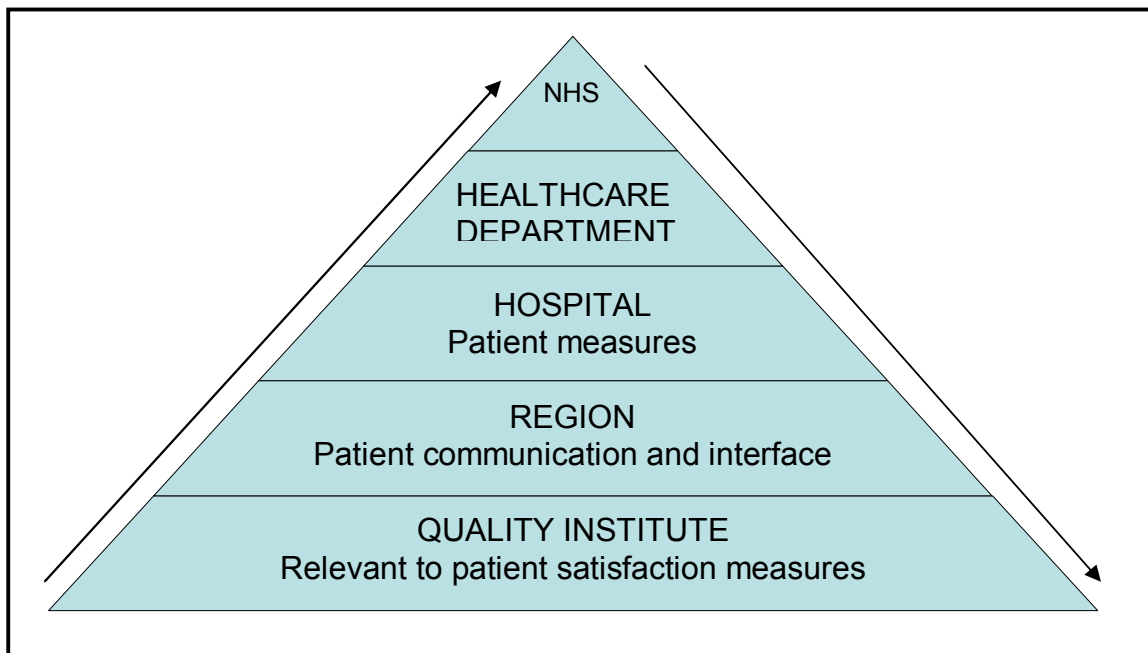 NHS
HEALTHCARE
DEPARTMENT
HOSPITAL
Patient measures
REGION
Patient communication and interface
QUALITY INSTITUTE
Relevant to patient satisfaction measures